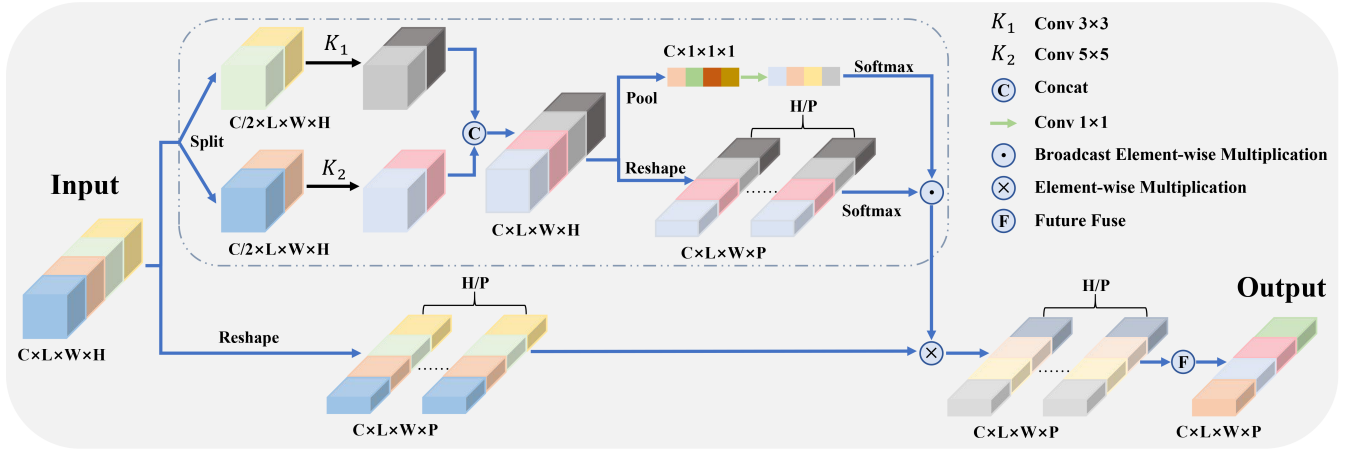 Input
C×L×W×H
Split
C/2×L×W×H
K₁
C/2×L×W×H
K₂
C
C×L×W×H
Pool
C×1×1×1
Softmax
Reshape
H/P
......
C×L×W×P
Softmax
K₁ Conv 3×3
K₂ Conv 5×5
C Concat
Conv 1×1
Broadcast Element-wise Multiplication
Element-wise Multiplication
F Future Fuse
Reshape
H/P
......
C×L×W×P
H/P
......
C×L×W×P
F
Output
C×L×W×P